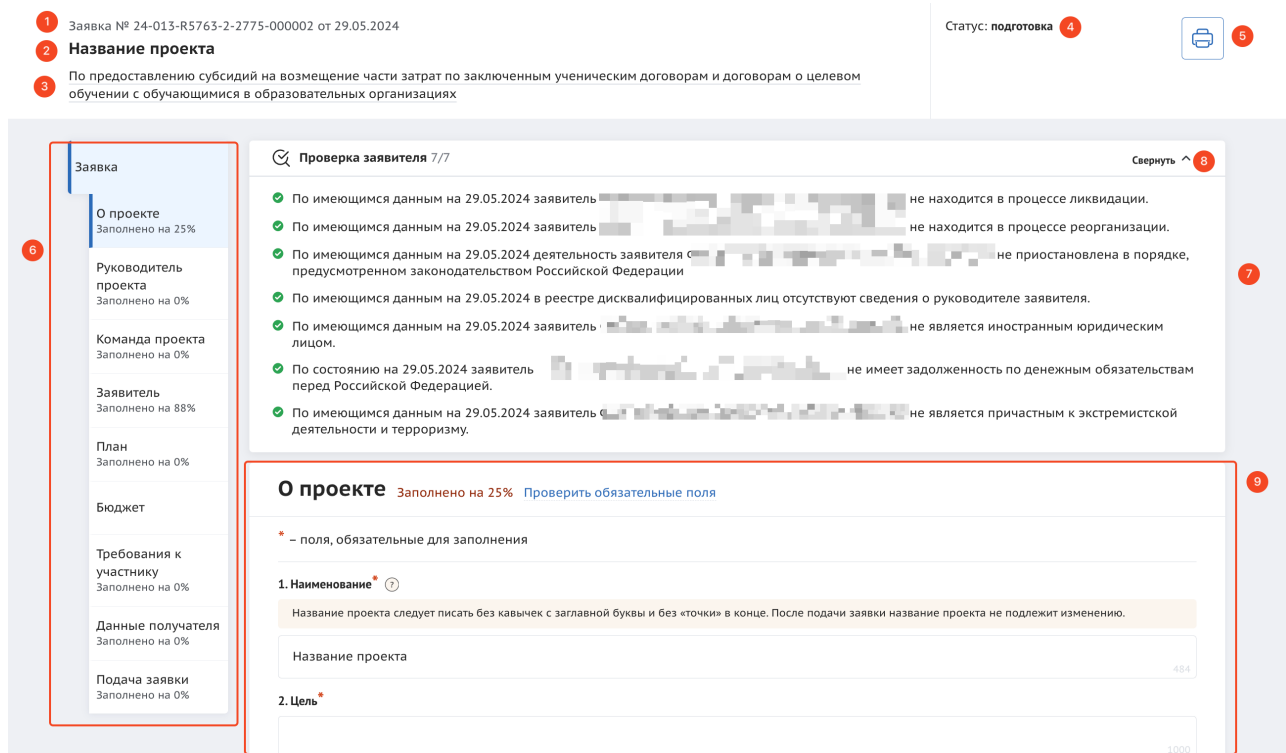 1 Заявка № 24-013-R5763-2-2775-000002 от 29.05.2024
2 Название проекта
3 По предоставлению субсидий на возмещение части затрат по заключенным ученическим договорам и договорам о целевом
обучении с обучающимися в образовательных организациях
Статус: подготовка 4
5
6
Заявка
О проекте
Заполнено на 25%
Руководитель
проекта
Заполнено на 0%
Команда проекта
Заполнено на 0%
Заявитель
Заполнено на 88%
План
Заполнено на 0%
Бюджет
Требования к
участнику
Заполнено на 0%
Данные получателя
Заполнено на 0%
Подача заявки
Заполнено на 0%
Проверка заявителя 7/7
Свернуть 8
По имеющимся данным на 29.05.2024 заявитель не находится в процессе ликвидации.
По имеющимся данным на 29.05.2024 заявитель не находится в процессе реорганизации.
По имеющимся данным на 29.05.2024 деятельность заявителя не приостановлена в порядке,
предусмотренном законодательством Российской Федерации
7
По имеющимся данным на 29.05.2024 в реестре дисквалифицированных лиц отсутствуют сведения о руководителе заявителя.
По имеющимся данным на 29.05.2024 заявитель не является иностранным юридическим
лицом.
По состоянию на 29.05.2024 заявитель не имеет задолженность по денежным обязательствам
перед Российской Федерацией.
По имеющимся данным на 29.05.2024 заявитель не является причастным к экстремистской
деятельности и терроризму.
9
О проекте Заполнено на 25% Проверить обязательные поля
* – поля, обязательные для заполнения
1. Наименование* ?
Название проекта следует писать без кавычек с заглавной буквы и без «точки» в конце. После подачи заявки название проекта не подлежит изменению.
Название проекта
484
2. Цель*
1000